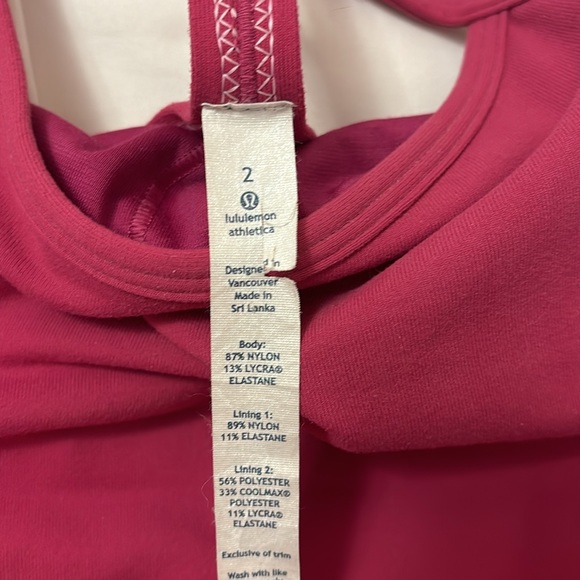 2
lululemon
athletica
Designed in
Vancouver
Made in
Sri Lanka
Body:
87% NYLON
13% LYCRA®
ELASTANE
Lining 1:
89% NYLON
11% ELASTANE
Lining 2:
56% POLYESTER
33% COOLMAX®
POLYESTER
11% LYCRA®
ELASTANE
Exclusive of trim
Wash with like